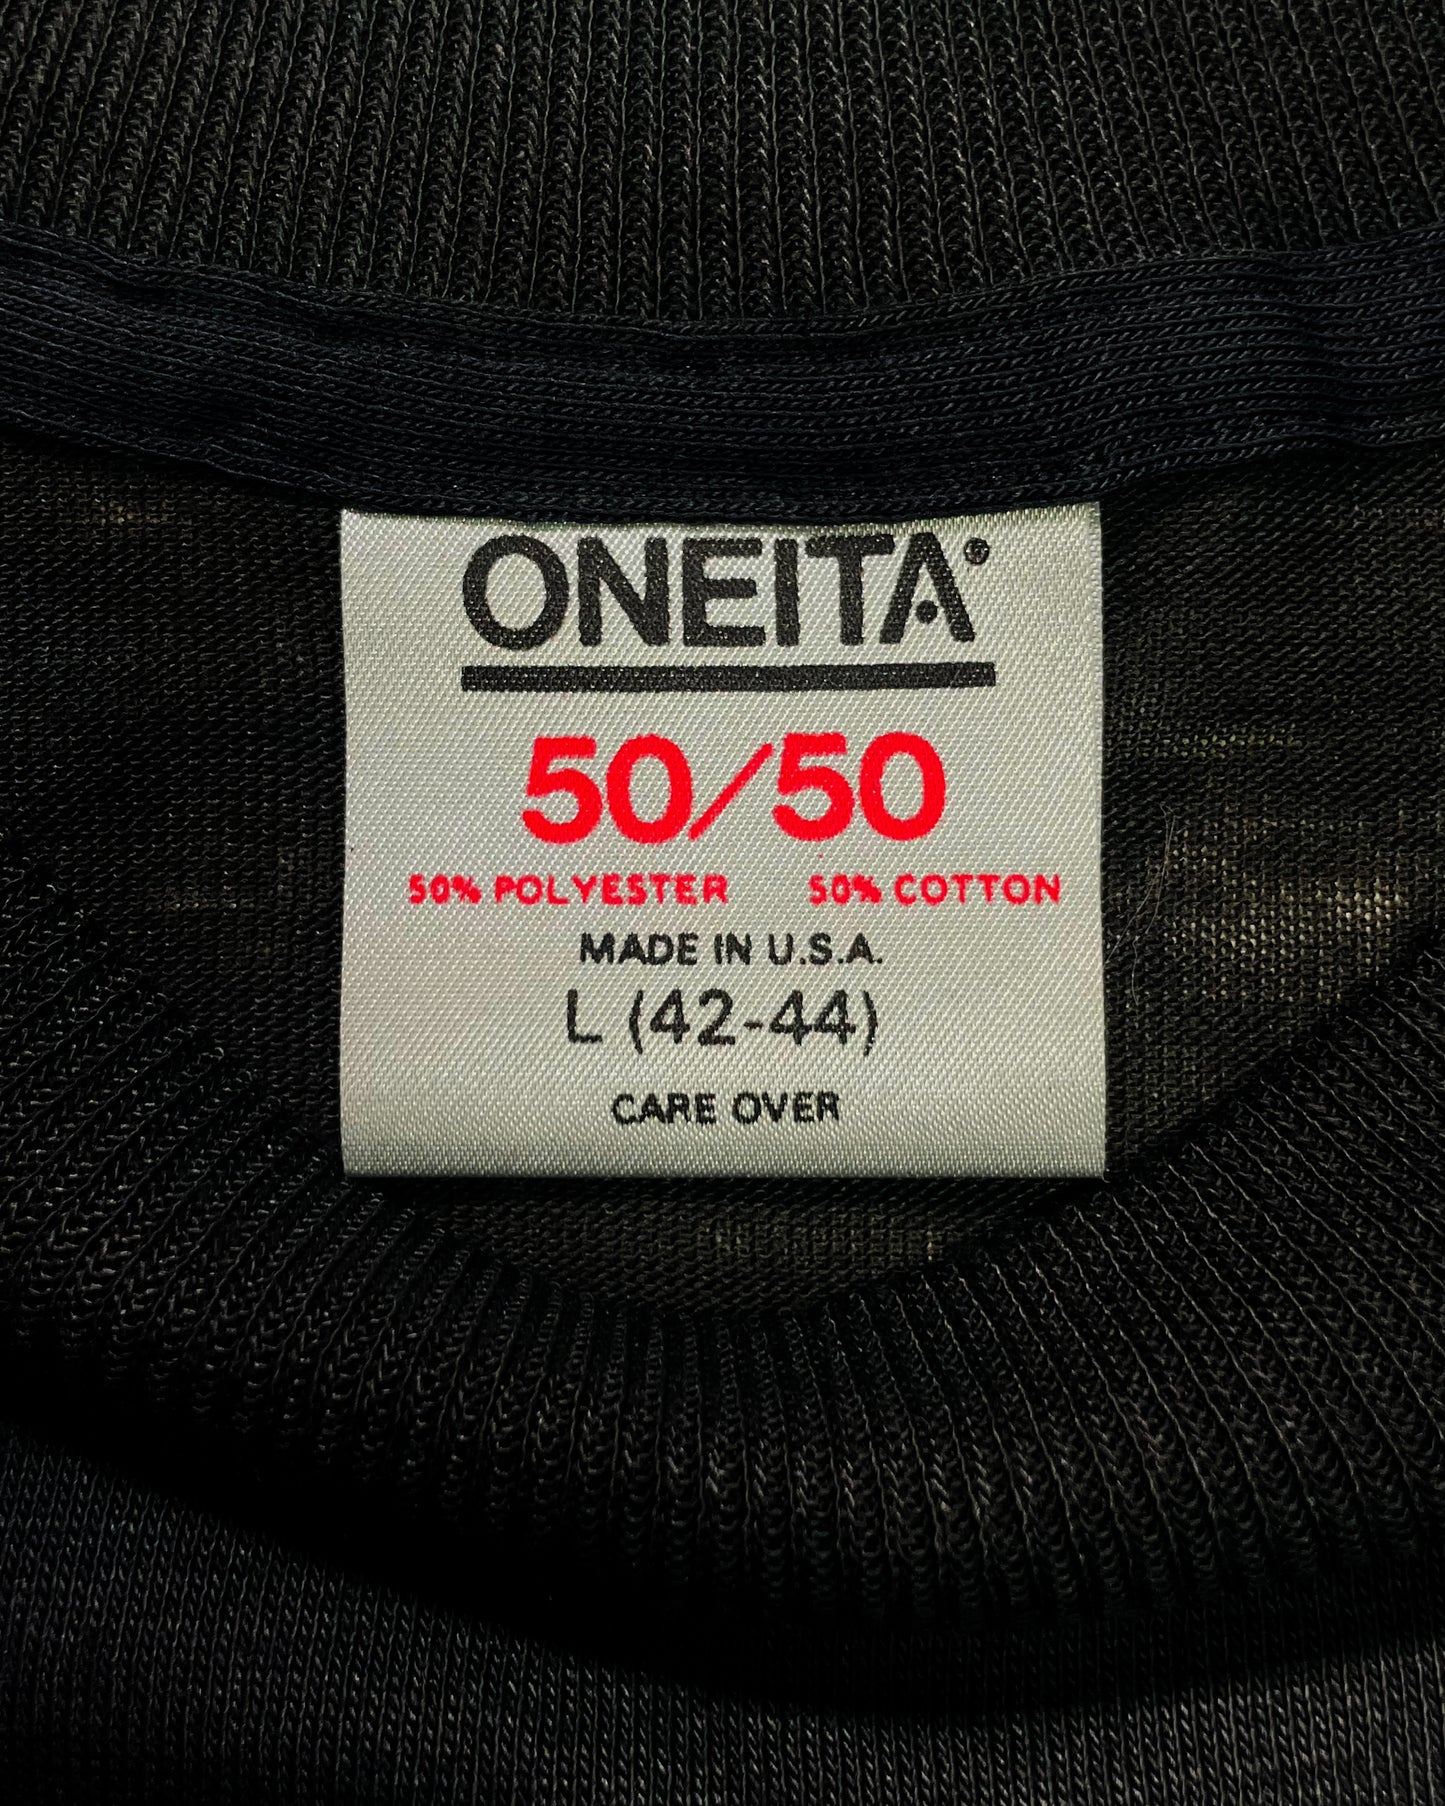 ONEITA®
50/50
50% POLYESTER 50% COTTON
MADE IN U.S.A.
L (42-44)
CARE OVER